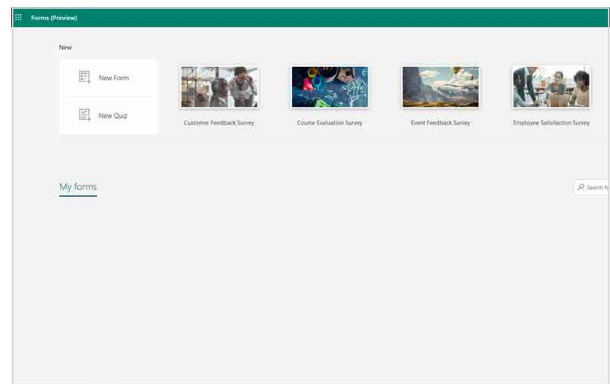 Forms (Preview)
New
New Form
New Quiz
Customer Feedback Survey
Course Evaluation Survey
Event Feedback Survey
Employee Satisfaction Survey
My forms
Search